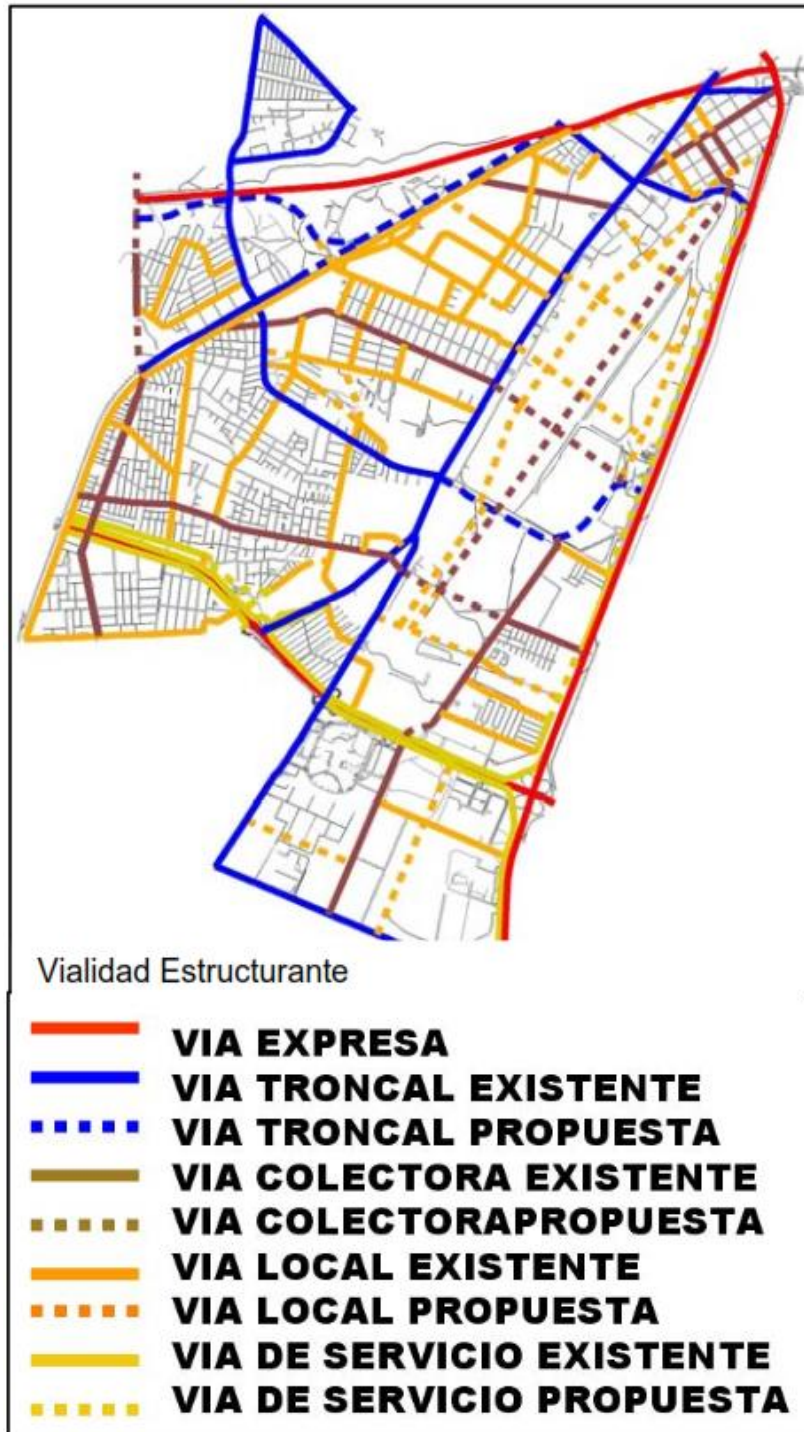 Vialidad Estructurante
VIA EXPRESA
VIA TRONCAL EXISTENTE
VIA TRONCAL PROPUESTA
VIA COLECTORA EXISTENTE
VIA COLECTORAPROPUESTA
VIA LOCAL EXISTENTE
VIA LOCAL PROPUESTA
VIA DE SERVICIO EXISTENTE
VIA DE SERVICIO PROPUESTA